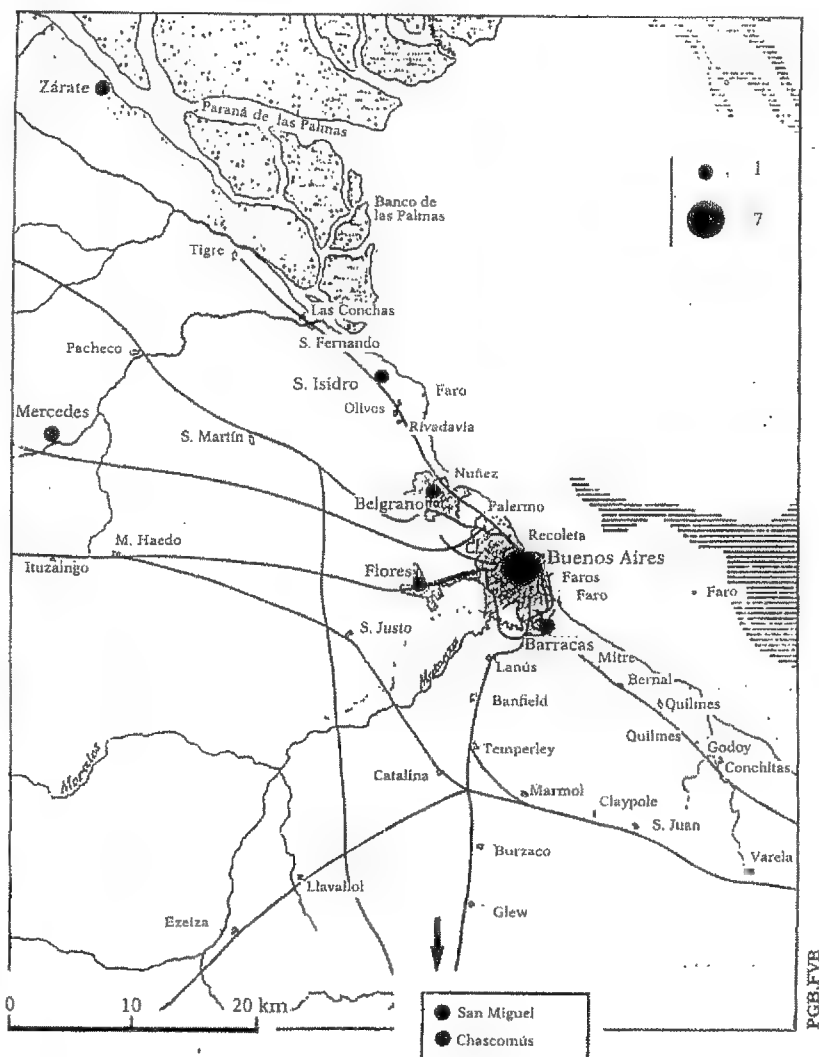 Zárate
Paraná de las Palmas
1
7
Banco de
las Palmas
Tigre
Las Conchas
S. Fernando
Pacheco
S. Isidro
Faro
Olivos
Rivadavia
Mercedes
S. Martín
Nuñez
Belgrano
Palermo
Recoleta
M. Haedo
Buenos Aires
Ituzaingo
Flores
Faros
Faro
Faro
S. Justo
Barracas
Mitre
Matanza
Lanús
Bernal
Banfield
Quilmes
Quilmes
Temperley
Godoy
Morales
Conchitas
Catalina
Marmol
Claypole
S. Juan
Burzaco
Varela
Llavallol
Glew
Ezeiza
0 10 20 km
San Miguel
Chascomús
PGB.FVB